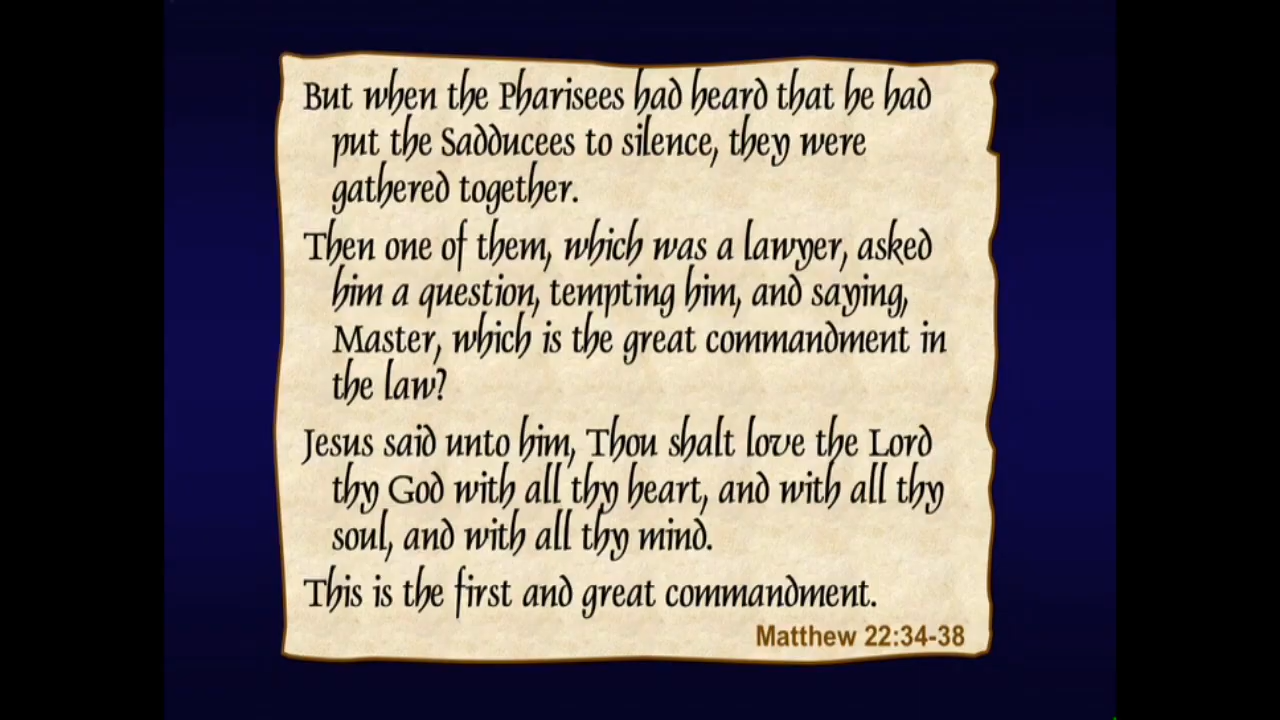 But when the Pharisees had heard that he had
put the Sadducees to silence, they were
gathered together.
Then one of them, which was a lawyer, asked
him a question, tempting him, and saying,
Master, which is the great commandment in
the law?
Jesus said unto him, Thou shalt love the Lord
thy God with all thy heart, and with all thy
soul, and with all thy mind.
This is the first and great commandment.
Matthew 22:34-38